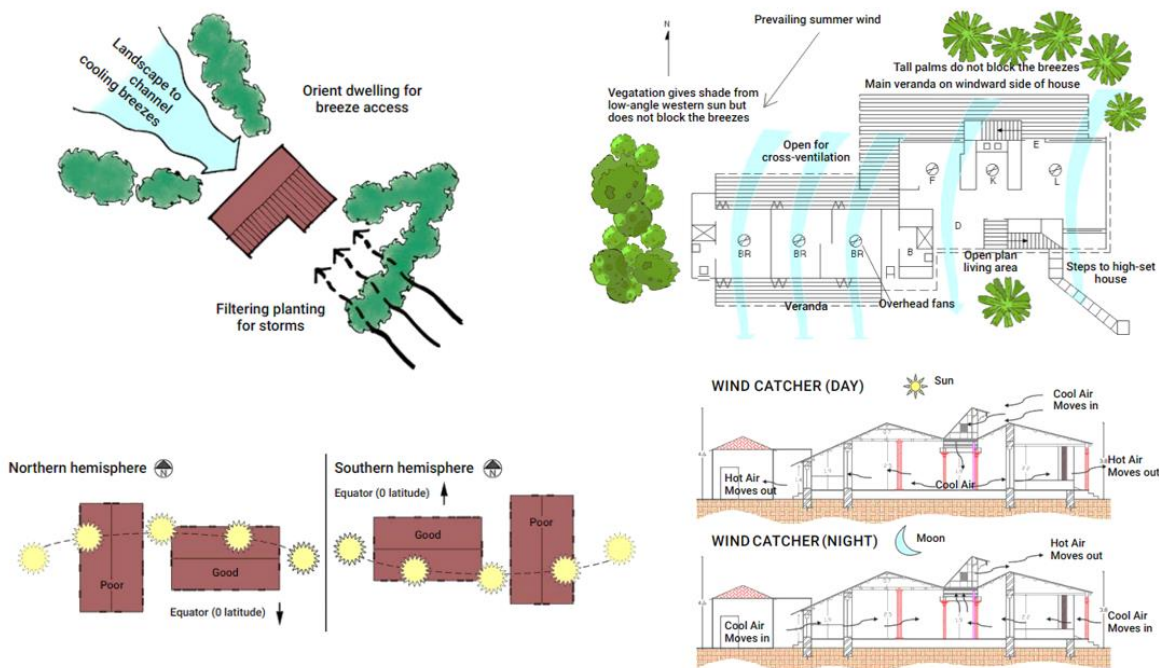 Landscape to
channel
cooling breezes
Orient dwelling for
breeze access
Filtering planting
for storms
N
Prevailing summer wind
Tall palms do not block the breezes
Main veranda on windward side of house
Vegatation gives shade from
low-angle western sun but
does not block the breezes
Open for
cross-ventilation
E
F
K
L
D
BR
BR
BR
B
Open plan
living area
Steps to high-set
house
Veranda
Overhead fans
Northern hemisphere
N
Poor
Good
Equator (0 latitude)
Southern hemisphere
N
Equator (0 latitude)
Good
Poor
WIND CATCHER (DAY)
Sun
Cool Air
Moves in
Hot Air
Moves out
Hot Air
Moves out
Cool Air
WIND CATCHER (NIGHT)
Moon
Hot Air
Moves out
Cool Air
Moves in
Cool Air
Moves in